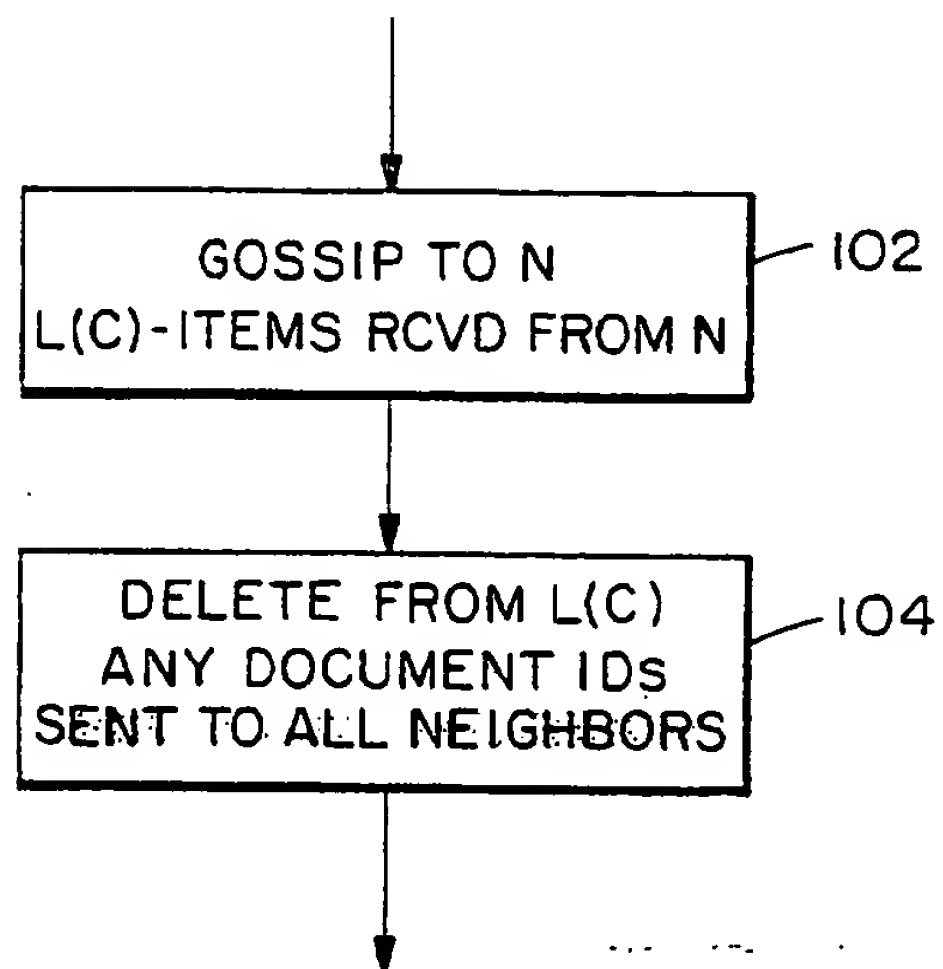 GOSSIP TO N
L(C)-ITEMS RCVD FROM N
102
DELETE FROM L(C)
ANY DOCUMENT IDs
SENT TO ALL NEIGHBORS
104